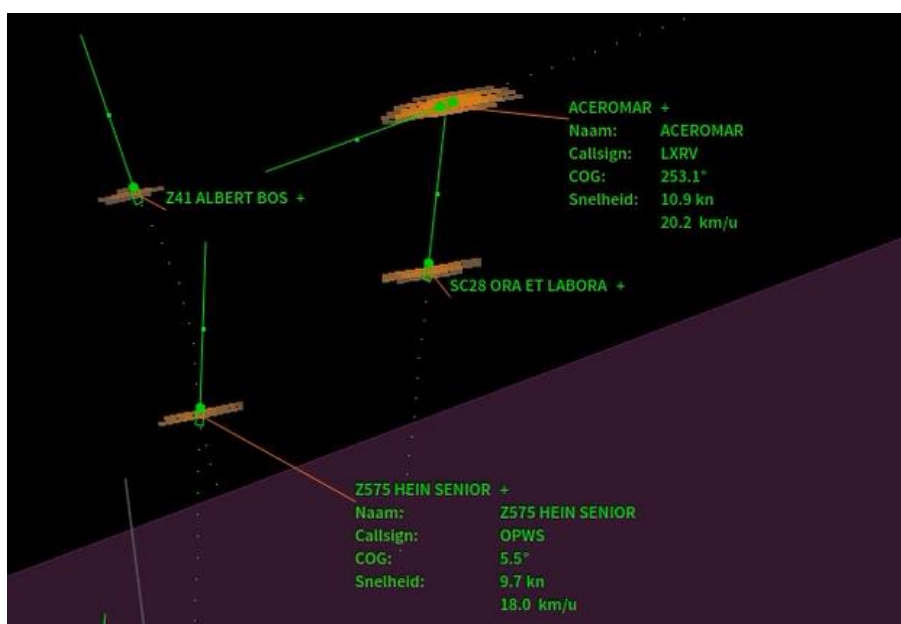 ACEROMAR +
Naam: ACEROMAR
Callsign: LXRV
COG: 253.1°
Snelheid: 10.9 kn
20.2 km/u
Z41 ALBERT BOS +
SC28 ORA ET LABORA +
Z575 HEIN SENIOR +
Naam: Z575 HEIN SENIOR
Callsign: OPWS
COG: 5.5°
Snelheid: 9.7 kn
18.0 km/u